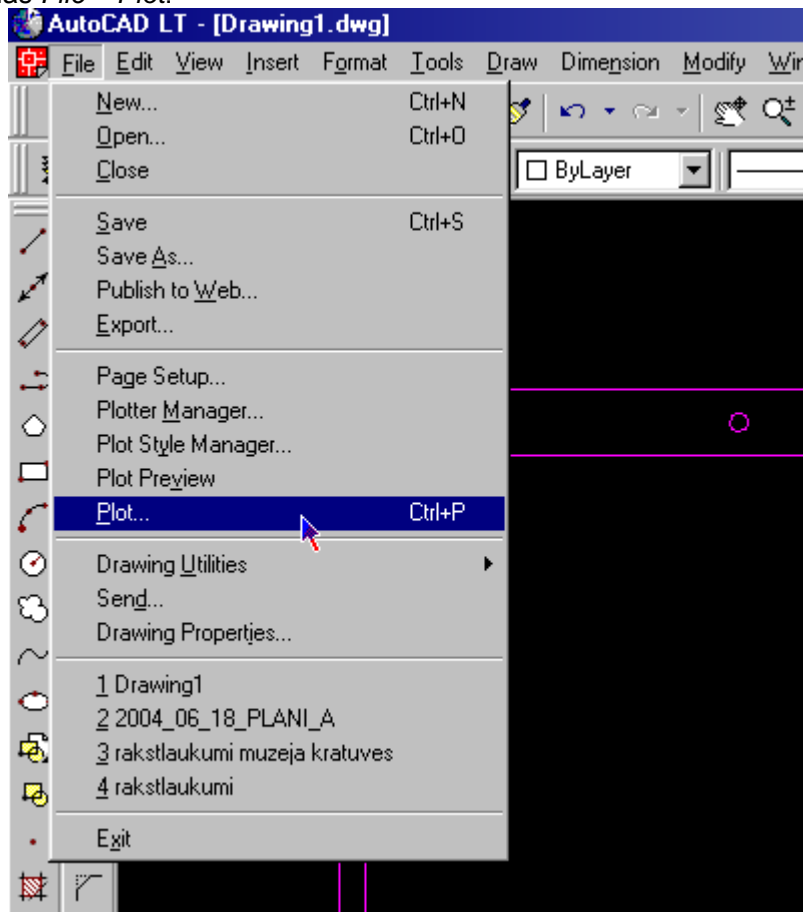 File – Plot.
AutoCAD LT - [Drawing1.dwg]
File Edit View Insert Format Tools Draw Dimension Modify
New... Ctrl+N
Open... Ctrl+O
Close
ByLayer
Save Ctrl+S
Save As...
Publish to Web...
Export...
Page Setup...
Plotter Manager...
Plot Style Manager...
Plot Preview
Plot... Ctrl+P
Drawing Utilities
Send...
Drawing Properties...
1 Drawing1
2 2004_06_18_PLANI_A
3 rakstlaukumi muzeja kratuves
4 rakstlaukumi
Exit